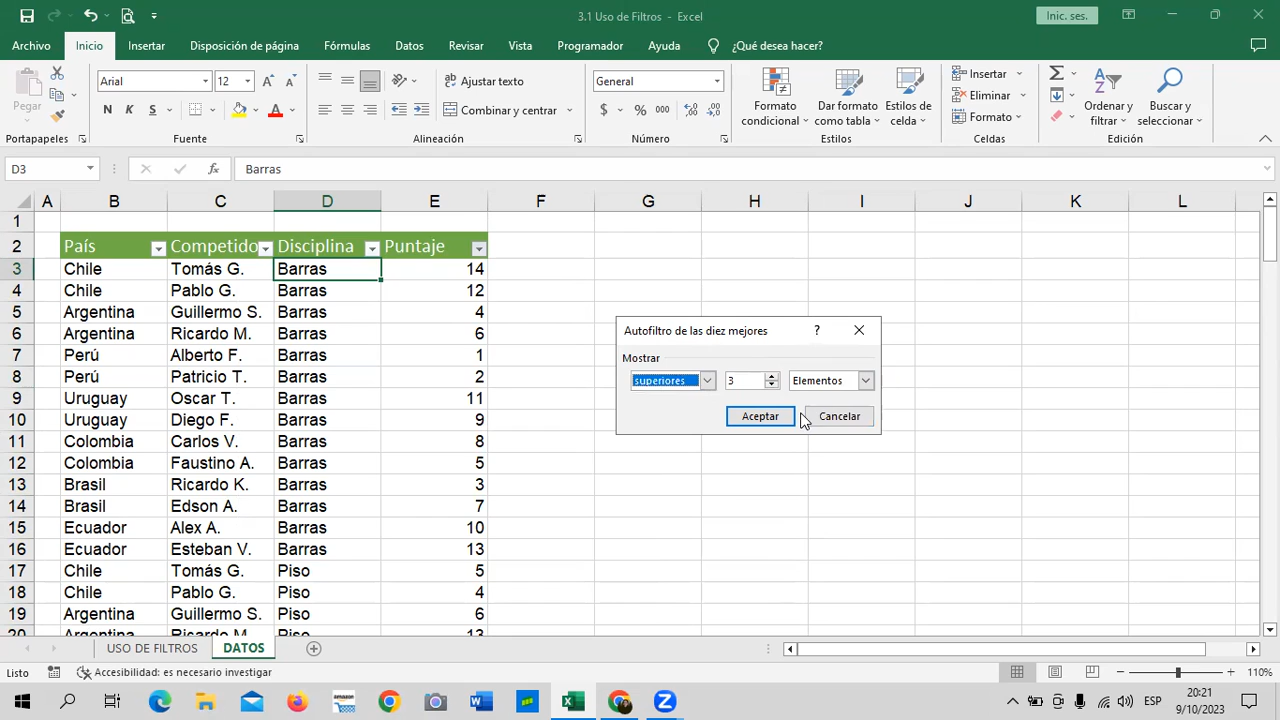 3.1 Uso de Filtros - Excel
Inic. ses.
Archivo Inicio Insertar Disposición de página Fórmulas Datos Revisar Vista Programador Ayuda ¿Qué desea hacer?
Pegar
Arial 12
N K S
Ajustar texto
Combinar y centrar
General
$ % 000
Formato condicional
Dar formato como tabla
Estilos de celda
Insertar
Eliminar
Formato
Ordenar y filtrar
Buscar y seleccionar
Portapapeles Fuente Alineación Número Estilos Celdas Edición
D3 fx Barras
A B C D E F G H I J K L
1
2 País Competido Disciplina Puntaje
3 Chile Tomás G. Barras 14
4 Chile Pablo G. Barras 12
5 Argentina Guillermo S. Barras 4
6 Argentina Ricardo M. Barras 6
7 Perú Alberto F. Barras 1
8 Perú Patricio T. Barras 2
9 Uruguay Oscar T. Barras 11
10 Uruguay Diego F. Barras 9
11 Colombia Carlos V. Barras 8
12 Colombia Faustino A. Barras 5
13 Brasil Ricardo K. Barras 3
14 Brasil Edson A. Barras 7
15 Ecuador Alex A. Barras 10
16 Ecuador Esteban V. Barras 13
17 Chile Tomás G. Piso 5
18 Chile Pablo G. Piso 4
19 Argentina Guillermo S. Piso 6
20 Argentina Ricardo M. Piso 13
Autofiltro de las diez mejores ?
Mostrar
superiores 3 Elementos
Aceptar Cancelar
USO DE FILTROS DATOS
Listo Accesibilidad: es necesario investigar 110%
ESP 20:21
9/10/2023